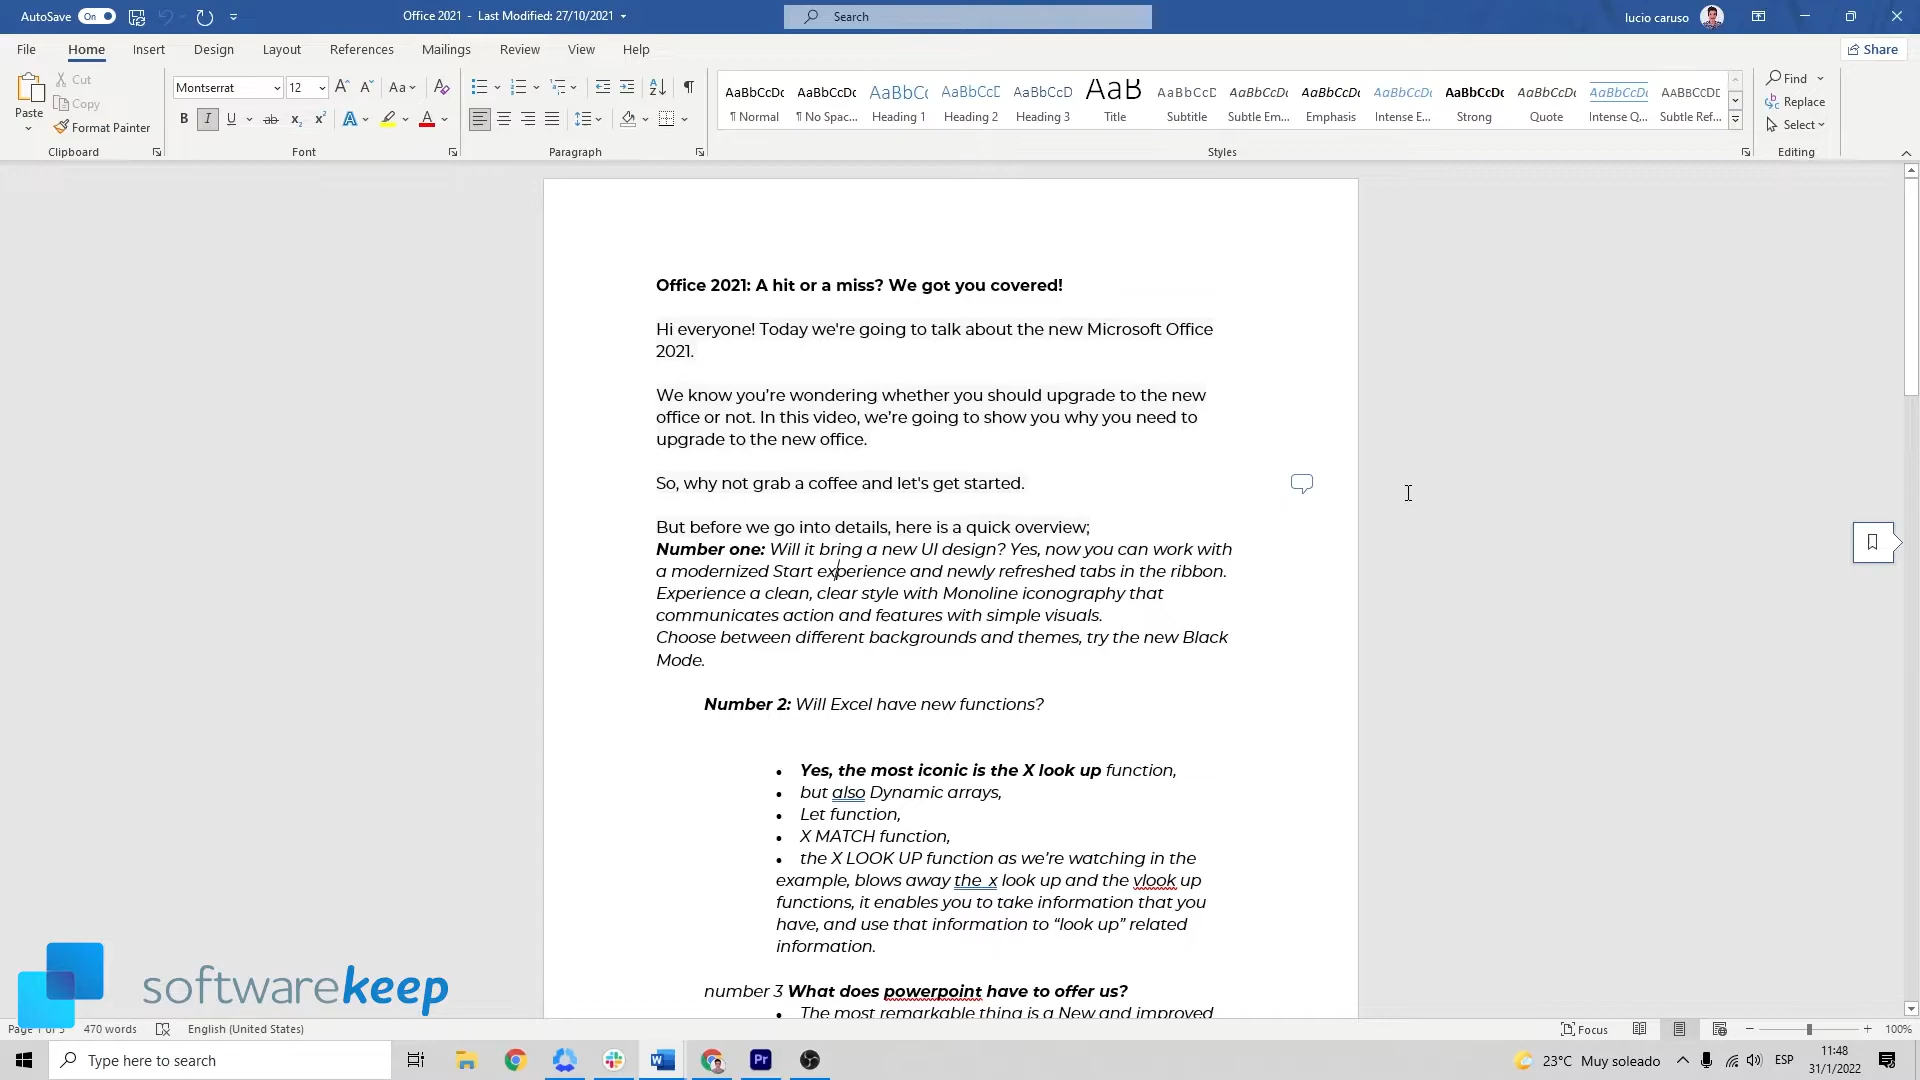 AutoSave On Office 2021 - Last Modified: 27/10/2021 Search lucio caruso
File Home Insert Design Layout References Mailings Review View Help Share
Paste Cut Copy Format Painter
Clipboard
Montserrat 12
Font
Paragraph
AaBbCcDc AaBbCcDc AaBbCc AaBbCcE AaBbCcD AaB AaBbCcD AaBbCcDc AaBbCcDc AaBbCcDc AaBbCcDc AaBbCcDc AaBbCcDc AABBCCDC
¶ Normal ¶ No Spac... Heading 1 Heading 2 Heading 3 Title Subtitle Subtle Em... Emphasis Intense E... Strong Quote Intense Q... Subtle Ref...
Styles
Find
Replace
Select
Editing
Office 2021: A hit or a miss? We got you covered!
Hi everyone! Today we're going to talk about the new Microsoft Office
2021.
We know you're wondering whether you should upgrade to the new
office or not. In this video, we're going to show you why you need to
upgrade to the new office.
So, why not grab a coffee and let's get started.
But before we go into details, here is a quick overview;
Number one: Will it bring a new UI design? Yes, now you can work with
a modernized Start experience and newly refreshed tabs in the ribbon.
Experience a clean, clear style with Monoline iconography that
communicates action and features with simple visuals.
Choose between different backgrounds and themes, try the new Black
Mode.
Number 2: Will Excel have new functions?
• Yes, the most iconic is the X look up function,
• but also Dynamic arrays,
• Let function,
• X MATCH function,
• the X LOOK UP function as we're watching in the
example, blows away the x look up and the vlook up
functions, it enables you to take information that you
have, and use that information to “look up” related
information.
number 3 What does powerpoint have to offer us?
• The most remarkable thing is a New and improved
softwarekeep
470 words English (United States) Focus 100%
Type here to search Pr 23°C Muy soleado ESP 11:48
31/1/2022